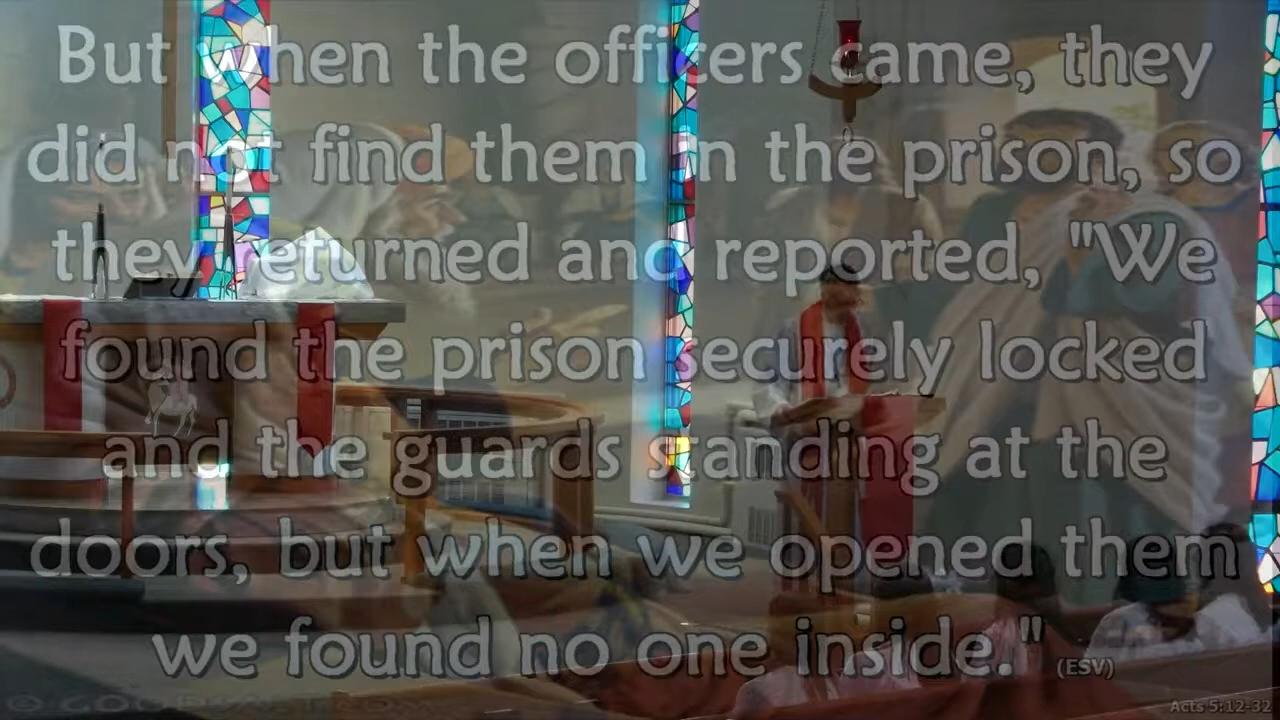 But when the officers came, they
did not find them in the prison, so
they returned and reported, "We
found the prison securely locked
and the guards standing at the
doors, but when we opened them
we found no one inside." (ESV)
Acts 5:12-32